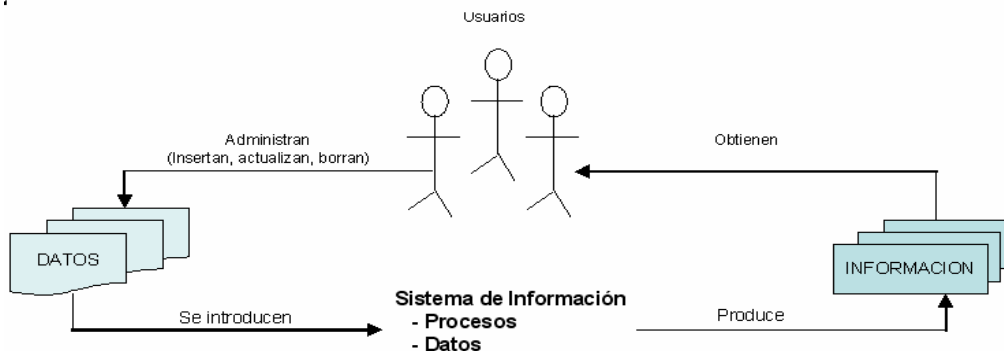 Usuarios
Administran
(Insertan, actualizan, borran)
Obtienen
DATOS
INFORMACION
Se introducen
Sistema de Información
- Procesos
- Datos
Produce